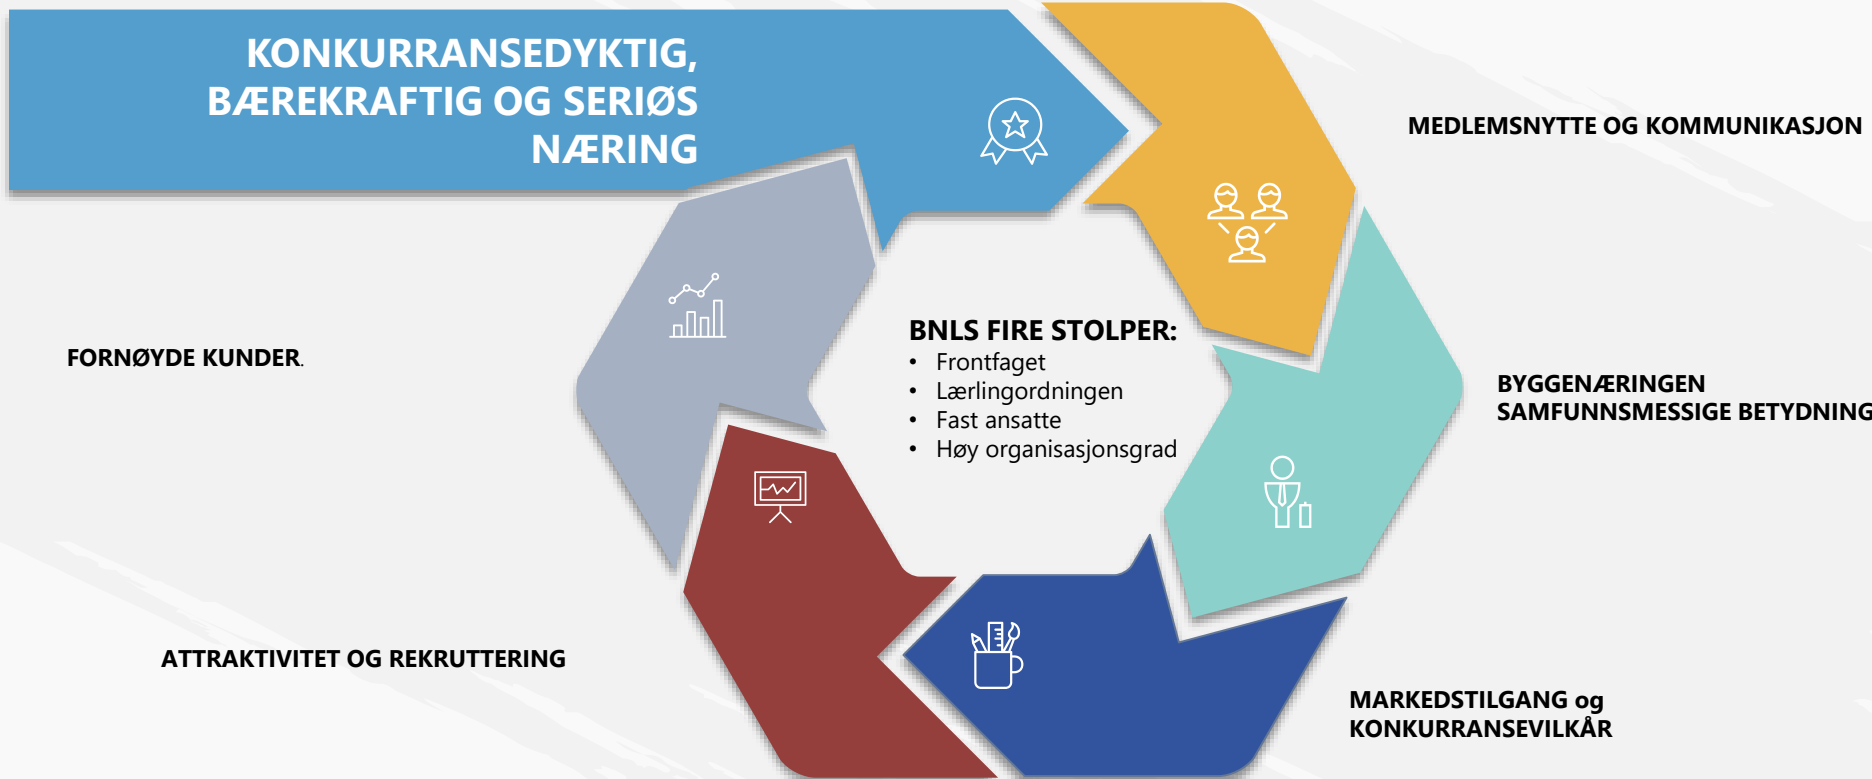 KONKURRANSEDYKTIG,
BÆREKRAFTIG OG SERIØS
NÆRING
MEDLEMSNYTTE OG KOMMUNIKASJON
BYGGENÆRINGEN
SAMFUNNSMESSIGE BETYDNING
MARKEDSTILGANG og
KONKURRANSEVILKÅR
ATTRAKTIVITET OG REKRUTTERING
FORNØYDE KUNDER.
BNLS FIRE STOLPER:
• Frontfaget
• Lærlingordningen
• Fast ansatte
• Høy organisasjonsgrad